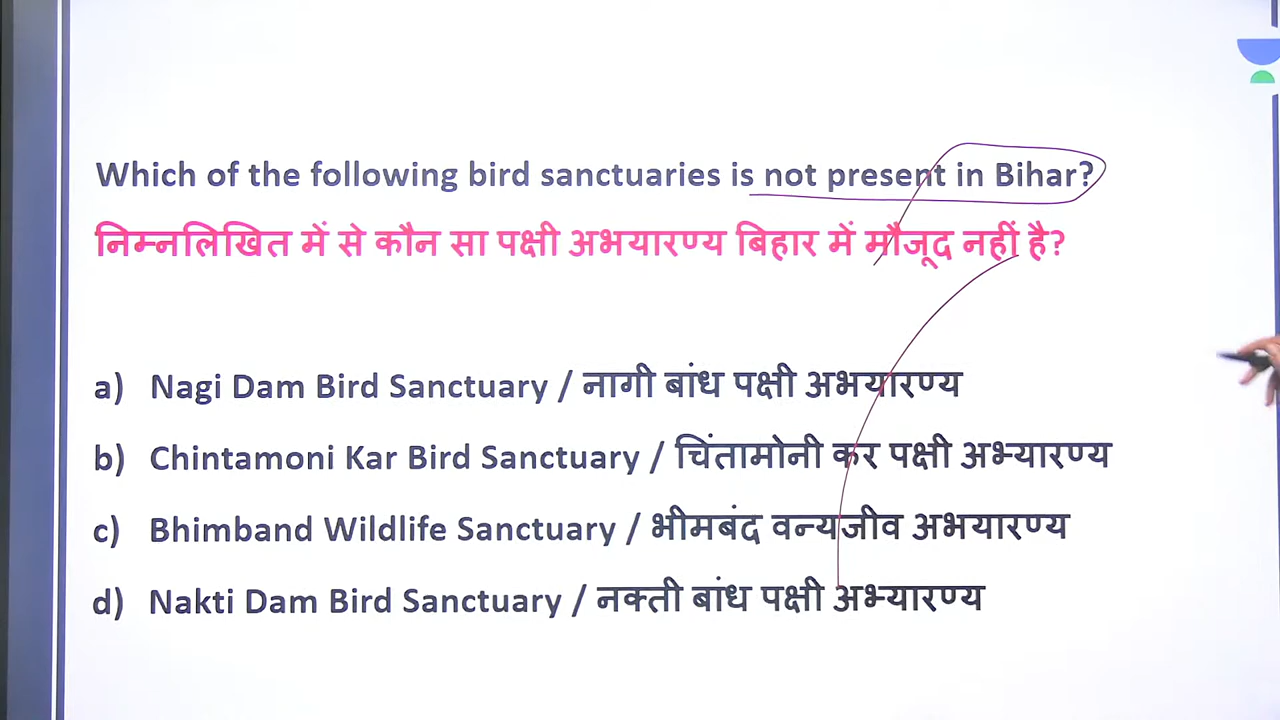 Which of the following bird sanctuaries is not present in Bihar?
निम्नलिखित में से कौन सा पक्षी अभयारण्य बिहार में मौजूद नहीं है?
a) Nagi Dam Bird Sanctuary / नागी बांध पक्षी अभयारण्य
b) Chintamoni Kar Bird Sanctuary / चिंतामोनी कर पक्षी अभ्यारण्य
c) Bhimband Wildlife Sanctuary / भीमबंद वन्यजीव अभयारण्य
d) Nakti Dam Bird Sanctuary / नक्ती बांध पक्षी अभ्यारण्य